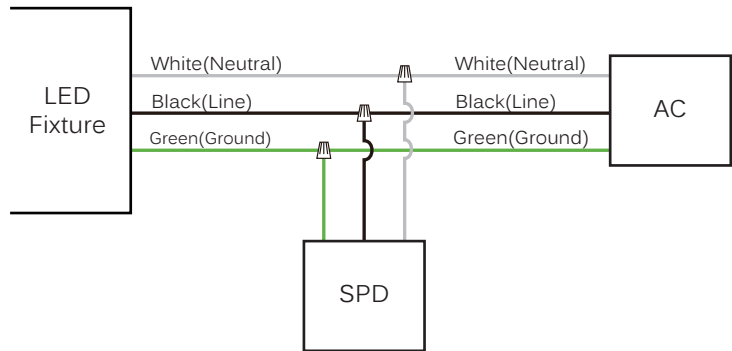 White(Neutral) White(Neutral)
LED
Fixture
Black(Line) Black(Line)
AC
Green(Ground) Green(Ground)
SPD